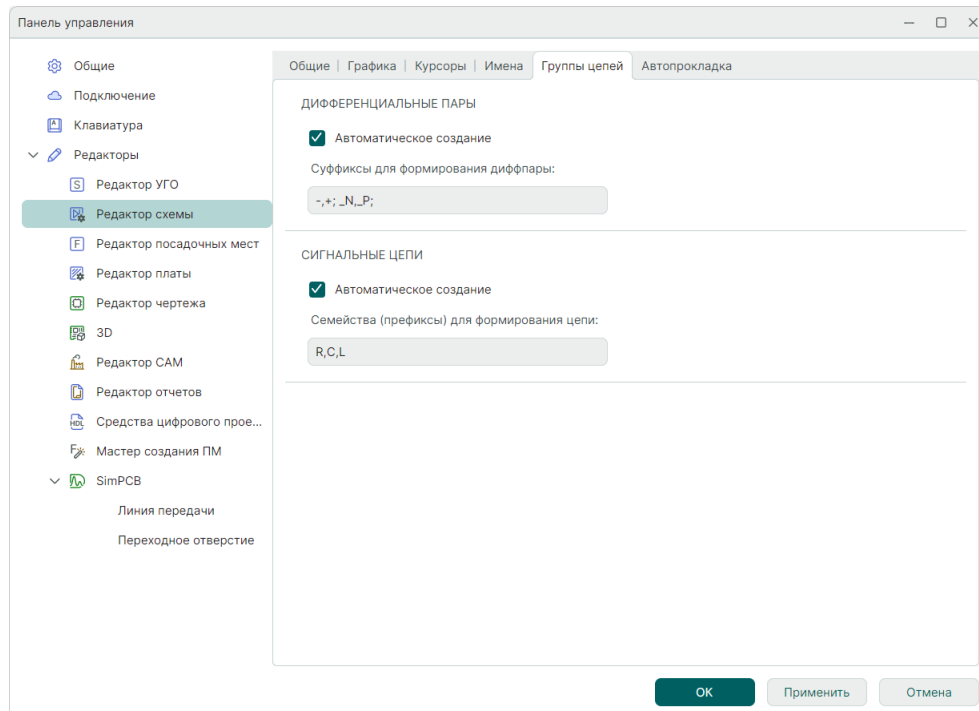 Панель управления
Общие
Подключение
Клавиатура
Редакторы
Редактор УГО
Редактор схемы
Редактор посадочных мест
Редактор платы
Редактор чертежа
3D
Редактор CAM
Редактор отчетов
Средства цифрового прое...
Мастер создания ПМ
SimPCB
Линия передачи
Переходное отверстие
Общие | Графика | Курсоры | Имена Группы цепей Автопрокладка
ДИФФЕРЕНЦИАЛЬНЫЕ ПАРЫ
Автоматическое создание
Суффиксы для формирования диффпары:
-,+; _N,_P;
СИГНАЛЬНЫЕ ЦЕПИ
Автоматическое создание
Семейства (префиксы) для формирования цепи:
R,C,L
ОК Применить Отмена